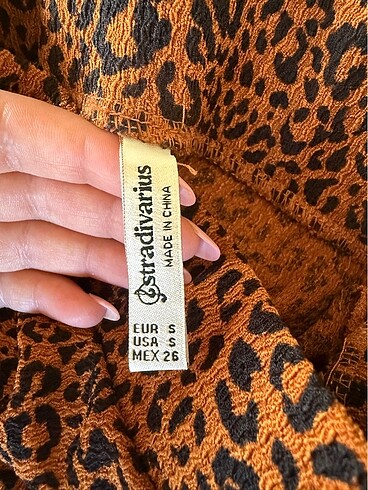 stradivarius
MADE IN CHINA
EUR S
USA S
MEX 26